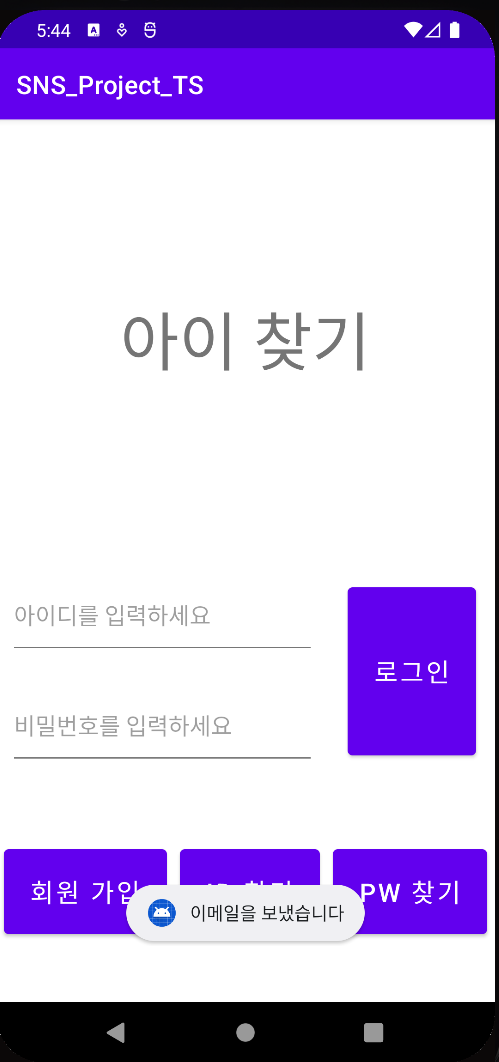 5:44
SNS_Project_TS
아이 찾기
아이디를 입력하세요
로그인
비밀번호를 입력하세요
회원 가입
PW 찾기
이메일을 보냈습니다